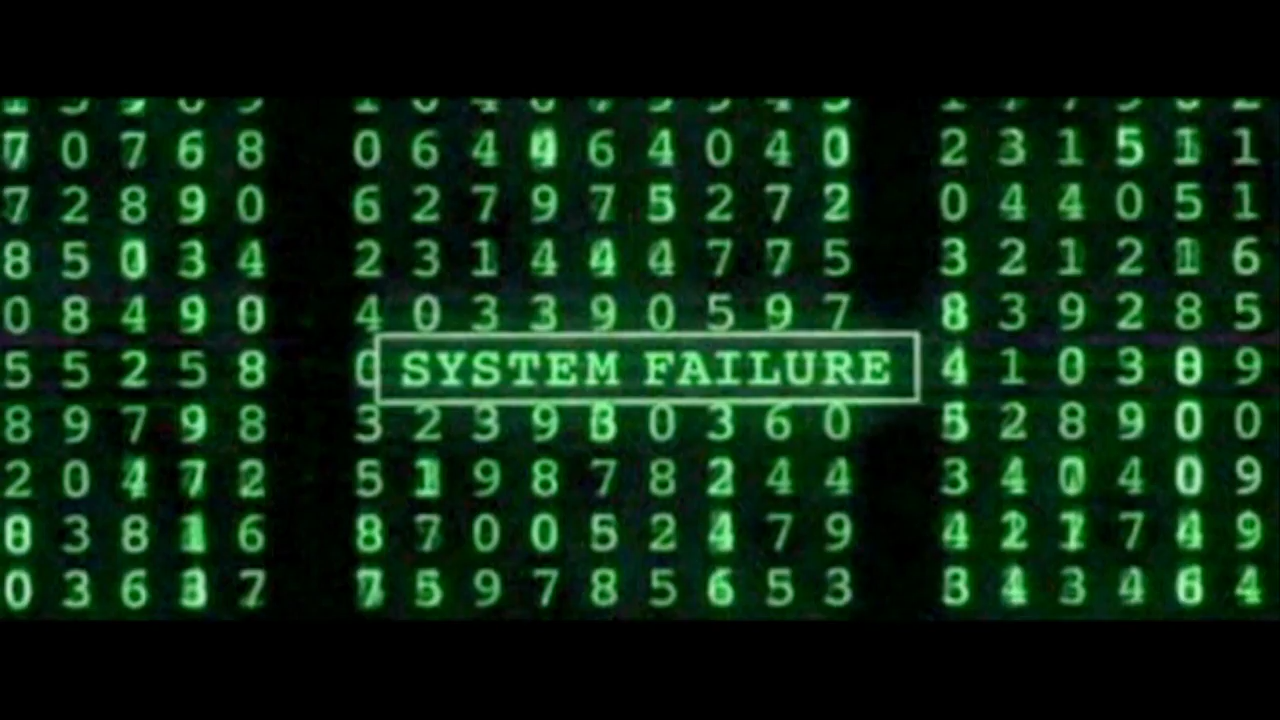 7 0 7 6 8 0 6 4 4 6 4 0 4 0 2 3 1 5 1 1
7 2 8 9 0 6 2 7 9 7 5 2 7 2 0 4 4 0 5 1
8 5 0 3 4 2 3 1 4 4 4 7 7 5 3 2 1 2 1 6
0 8 4 9 0 4 0 3 3 9 0 5 9 7 8 3 9 2 8 5
5 5 2 5 8 0 SYSTEM FAILURE 4 1 0 3 0 9
8 9 7 9 8 3 2 3 9 8 0 3 6 0 5 2 8 9 0 0
2 0 4 7 2 5 1 9 8 7 8 2 4 4 3 4 0 4 0 9
0 3 8 1 6 8 7 0 0 5 2 4 7 9 4 2 7 4 9
0 3 6 3 7 7 5 9 7 8 5 6 5 3 3 4 3 4 6 4